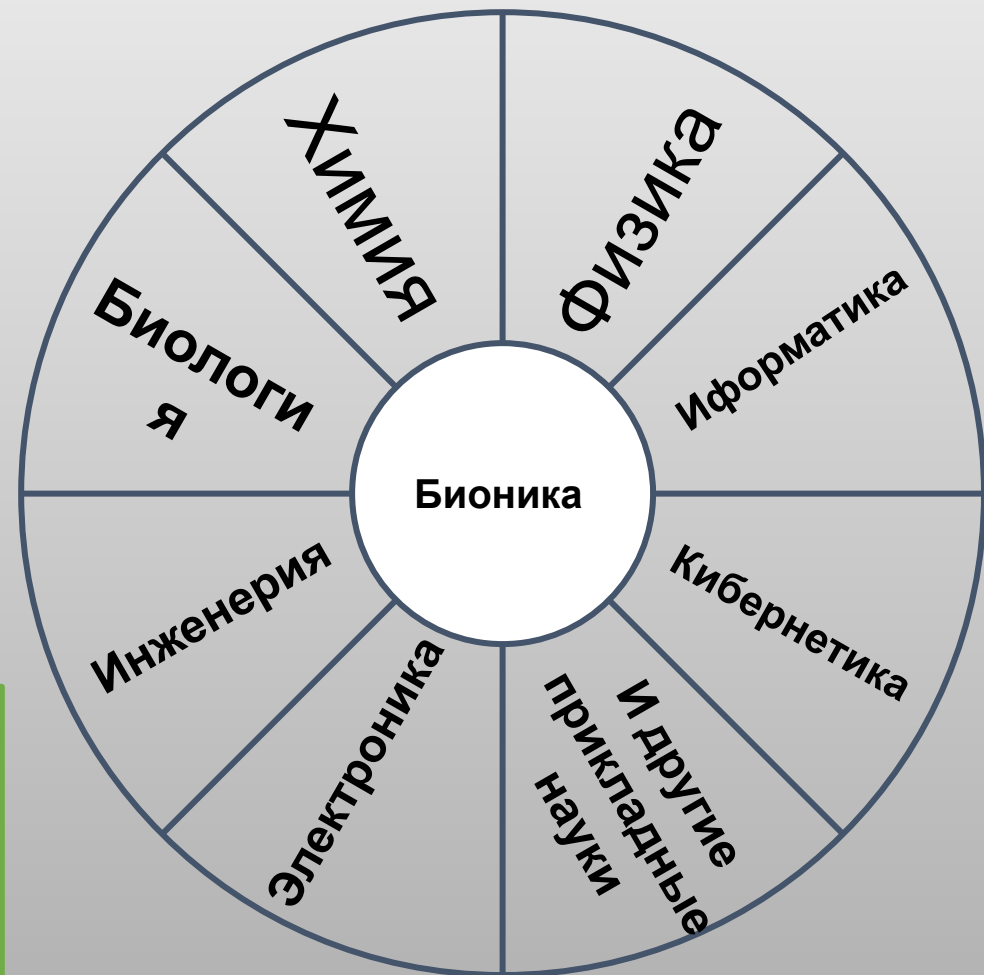 Химия
Физика
Биологи
я
Иформатика
Бионика
Инженерия
Кибернетика
Электроника
И другие
прикладные
науки